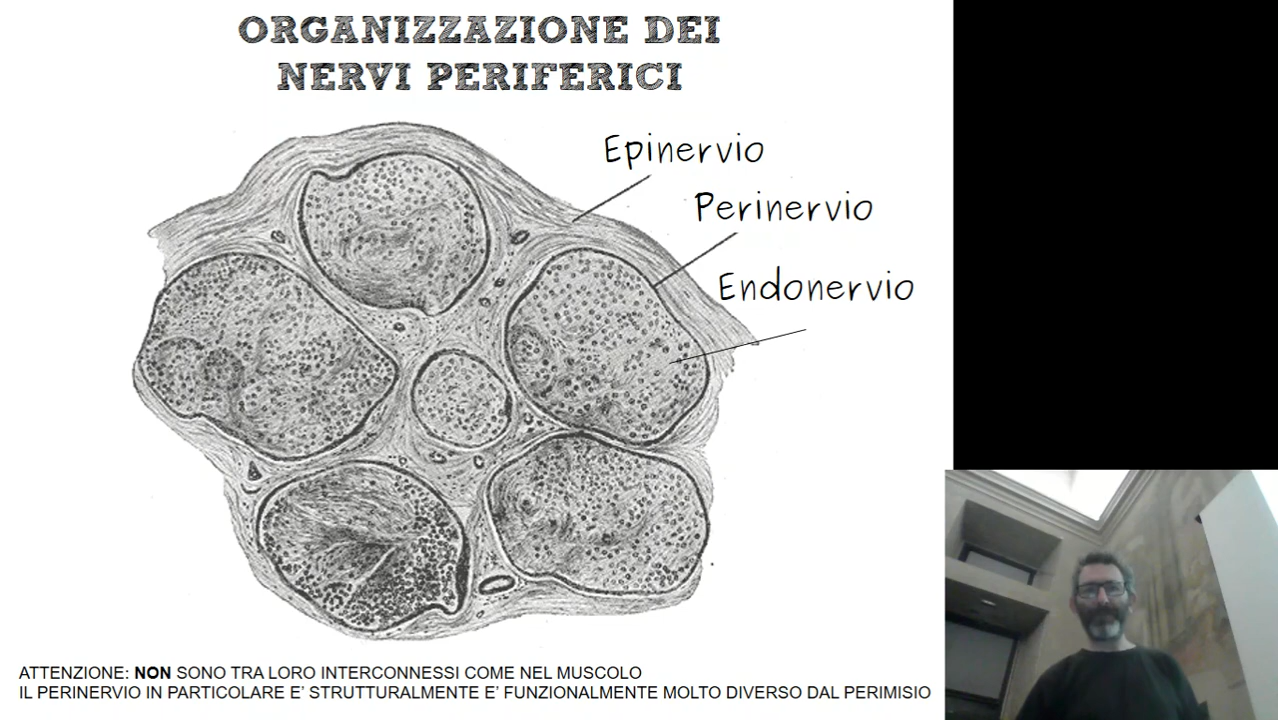 ORGANIZZAZIONE DEI
NERVI PERIFERICI
Epinervio
Perinervio
Endonervio
ATTENZIONE: NON SONO TRA LORO INTERCONNESSI COME NEL MUSCOLO
IL PERINERVIO IN PARTICOLARE E' STRUTTURALMENTE E' FUNZIONALMENTE MOLTO DIVERSO DAL PERIMISIO